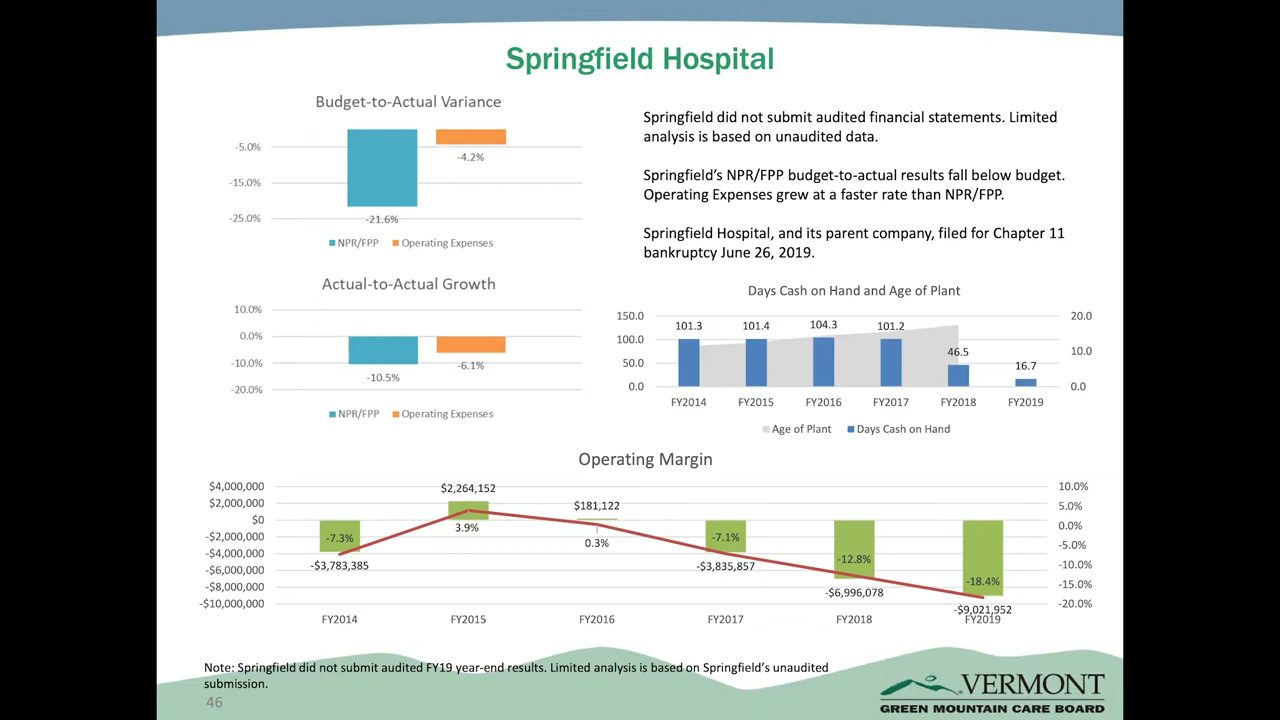 Springfield Hospital
Budget-to-Actual Variance
-5.0%
-15.0%
-25.0%
-21.6%
-4.2%
NPR/FPP
Operating Expenses
Springfield did not submit audited financial statements. Limited
analysis is based on unaudited data.
Springfield's NPR/FPP budget-to-actual results fall below budget.
Operating Expenses grew at a faster rate than NPR/FPP.
Springfield Hospital, and its parent company, filed for Chapter 11
bankruptcy June 26, 2019.
Actual-to-Actual Growth
10.0%
0.0%
-10.0%
-20.0%
-10.5%
-6.1%
NPR/FPP
Operating Expenses
Days Cash on Hand and Age of Plant
150.0
100.0
50.0
0.0
101.3
101.4
104.3
101.2
46.5
16.7
20.0
10.0
0.0
FY2014
FY2015
FY2016
FY2017
FY2018
FY2019
Age of Plant
Days Cash on Hand
Operating Margin
$4,000,000
$2,000,000
$0
-$2,000,000
-$4,000,000
-$6,000,000
-$8,000,000
-$10,000,000
-7.3%
-$3,783,385
$2,264,152
3.9%
$181,122
0.3%
-7.1%
-$3,835,857
-12.8%
-$6,996,078
-18.4%
-$9,021,952
10.0%
5.0%
0.0%
-5.0%
-10.0%
-15.0%
-20.0%
FY2014
FY2015
FY2016
FY2017
FY2018
FY2019
Note: Springfield did not submit audited FY19 year-end results. Limited analysis is based on Springfield's unaudited
submission.
46
VERMONT
GREEN MOUNTAIN CARE BOARD